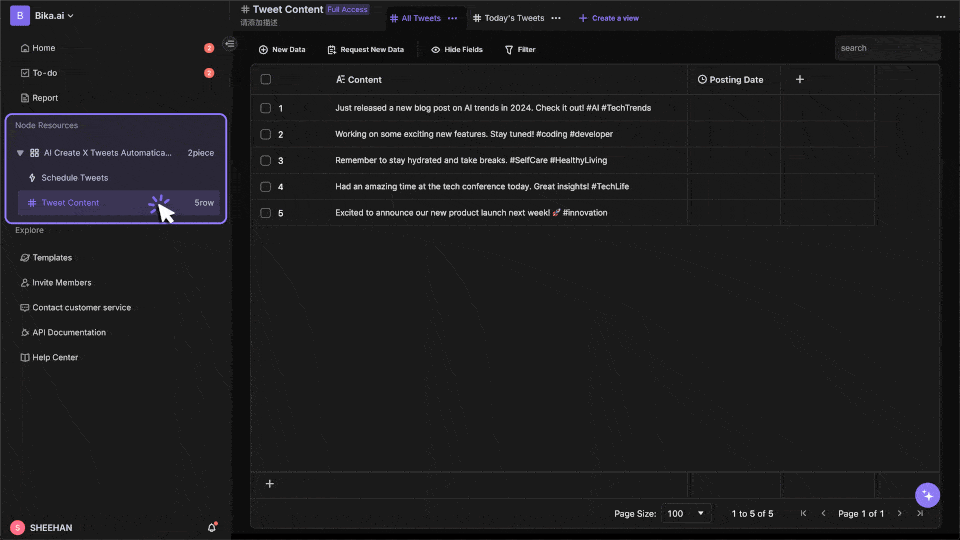 B Bika.ai
Home 2
To-do 2
Report
Node Resources
AI Create X Tweets Automatica... 2piece
Schedule Tweets
Tweet Content 5row
Explore
Templates
Invite Members
Contact customer service
API Documentation
Help Center
S SHEEHAN
Tweet Content Full Access
请添加描述
All Tweets
Today's Tweets
Create a view
New Data
Request New Data
Hide Fields
Filter
search
Content Posting Date
1 Just released a new blog post on AI trends in 2024. Check it out! #AI #TechTrends
2 Working on some exciting new features. Stay tuned! #coding #developer
3 Remember to stay hydrated and take breaks. #SelfCare #HealthyLiving
4 Had an amazing time at the tech conference today. Great insights! #TechLife
5 Excited to announce our new product launch next week! 🚀 #innovation
Page Size: 100 1 to 5 of 5 Page 1 of 1